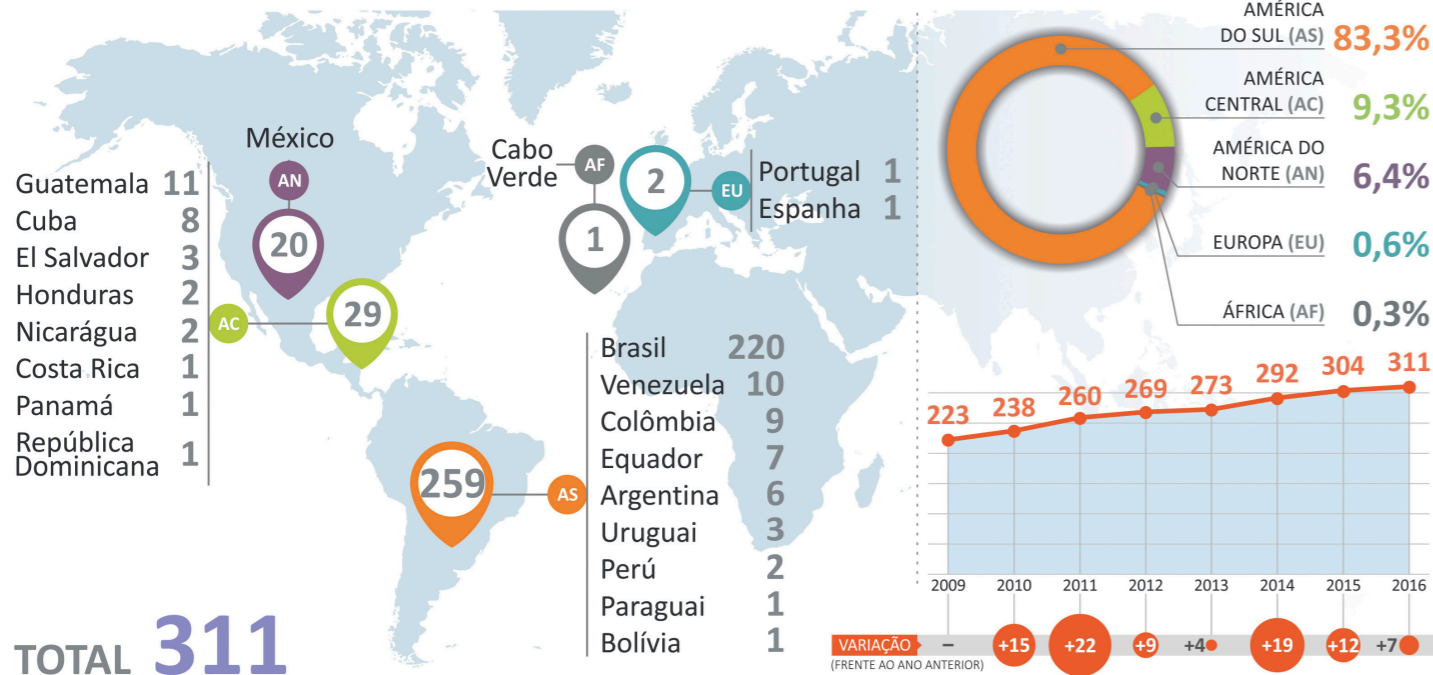 México
AN
20
Guatemala 11
Cuba 8
El Salvador 3
Honduras 2
Nicarágua 2
Costa Rica 1
Panamá 1
República
Dominicana 1
AC
29
Cabo
Verde
AF
1
2
EU
Portugal 1
Espanha 1
259
AS
Brasil 220
Venezuela 10
Colômbia 9
Equador 7
Argentina 6
Uruguai 3
Perú 2
Paraguai 1
Bolívia 1
TOTAL 311
AMÉRICA
DO SUL (AS) 83,3%
AMÉRICA
CENTRAL (AC) 9,3%
AMÉRICA DO
NORTE (AN) 6,4%
EUROPA (EU) 0,6%
ÁFRICA (AF) 0,3%
223 238 260 269 273 292 304 311
2009 2010 2011 2012 2013 2014 2015 2016
VARIAÇÃO – +15 +22 +9 +4 +19 +12 +7
(FRENTE AO ANO ANTERIOR)